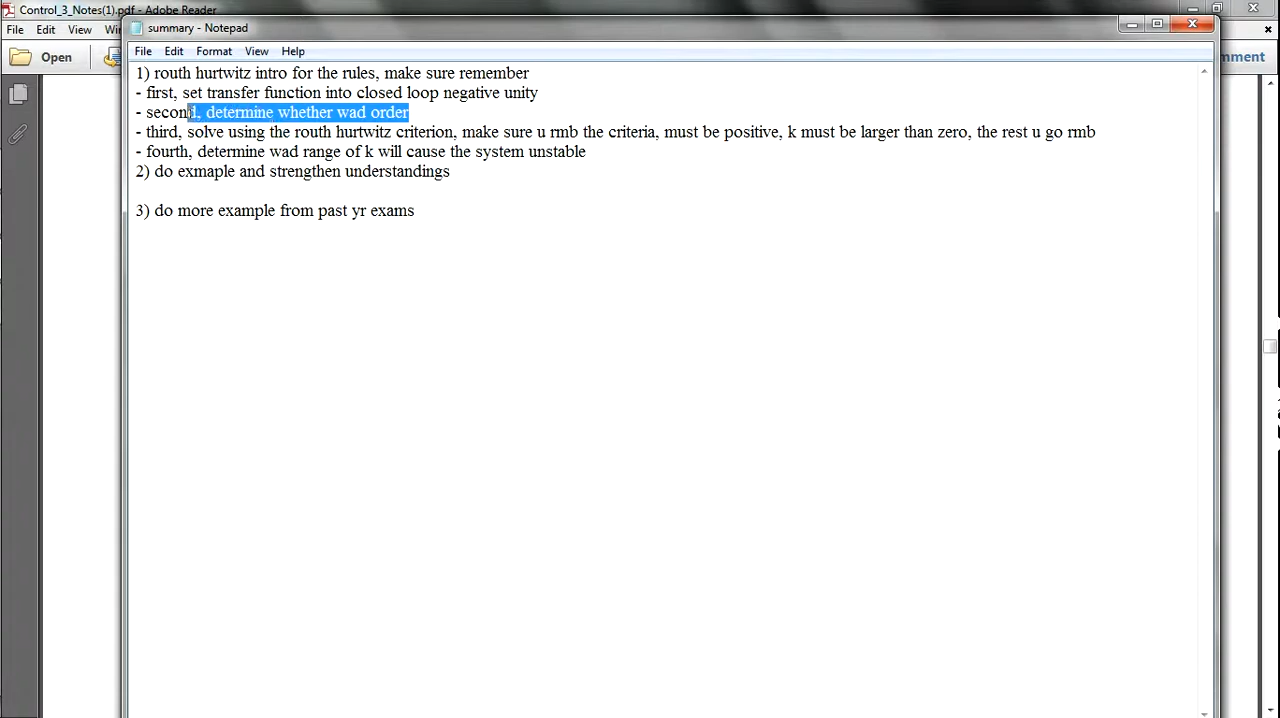 Control_3_Notes(1).pdf - Adobe Reader
File Edit View Win
Open
mment
summary - Notepad
File Edit Format View Help
1) routh hurtwitz intro for the rules, make sure remember
- first, set transfer function into closed loop negative unity
- second, determine whether wad order
- third, solve using the routh hurtwitz criterion, make sure u rmb the criteria, must be positive, k must be larger than zero, the rest u go rmb
- fourth, determine wad range of k will cause the system unstable
2) do exmaple and strengthen understandings
3) do more example from past yr exams